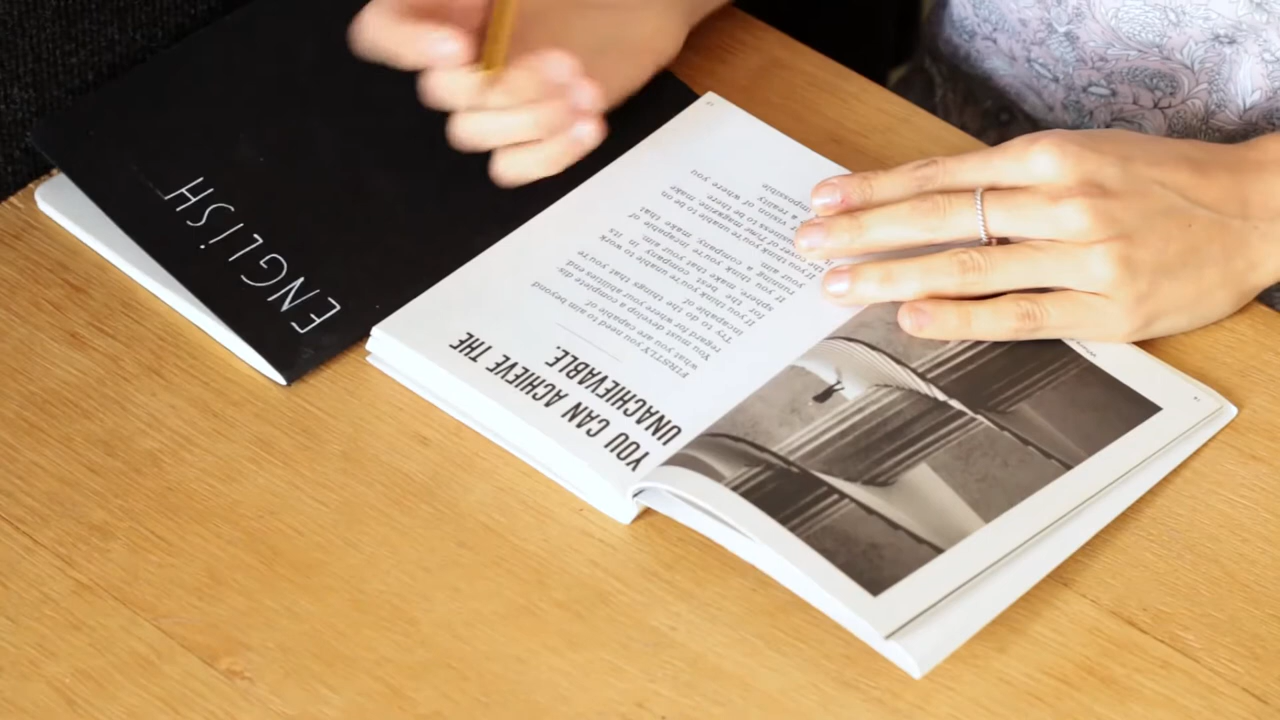 ENGLiSH_
YOU CAN ACHIEVE THE
UNACHIEVABLE.
FIRSTLY you need to aim beyond
what you are capable of.
You must develop a complete dis-
regard for where your abilities end
Try to do the things that you're
incapable of.
If you think you're unable to work
for the best company in its
sphere, make that your aim.
If you think you're incapable of
running a company, make that
your aim.
If you think you're unable to be on
the cover of Time magazine, make
it business to be there.
vision of where you
a reality
impossible